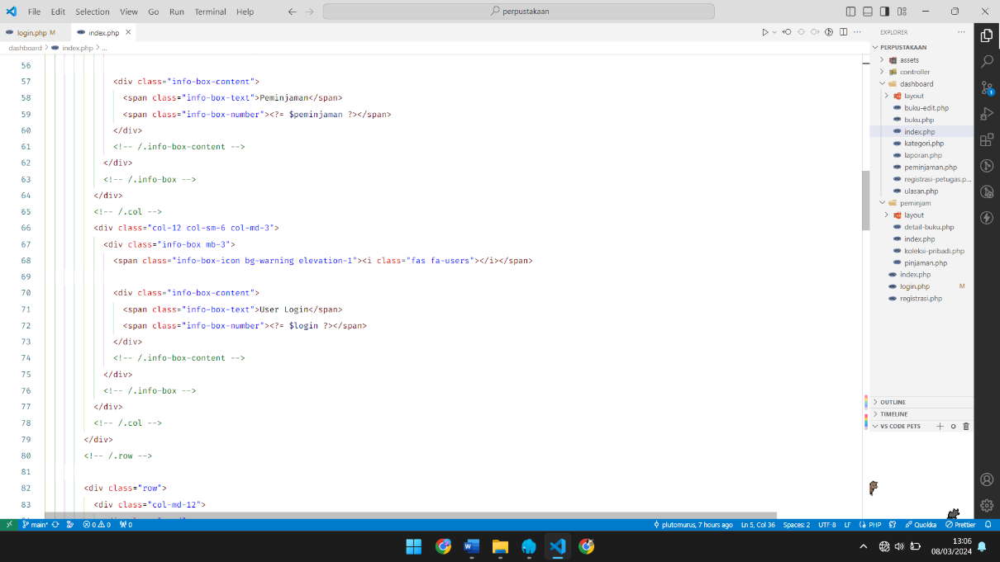 File Edit Selection View Go Run Terminal Help
perpustakaan
login.php M
index.php
dashboard > index.php > ...
56
57 <div class="info-box-content">
58 <span class="info-box-text">Peminjaman</span>
59 <span class="info-box-number"><?= $peminjaman ?></span>
60 </div>
61 <!-- /.info-box-content -->
62 </div>
63 <!-- /.info-box -->
64 </div>
65 <!-- /.col -->
66 <div class="col-12 col-sm-6 col-md-3">
67 <div class="info-box mb-3">
68 <span class="info-box-icon bg-warning elevation-1"><i class="fas fa-users"></i></span>
69
70 <div class="info-box-content">
71 <span class="info-box-text">User Login</span>
72 <span class="info-box-number"><?= $login ?></span>
73 </div>
74 <!-- /.info-box-content -->
75 </div>
76 <!-- /.info-box -->
77 </div>
78 <!-- /.col -->
79 </div>
80 <!-- /.row -->
81
82 <div class="row">
83 <div class="col-md-12">
EXPLORER
PERPUSTAKAAN
assets
controller
dashboard
layout
buku-edit.php
buku.php
index.php
kategori.php
laporan.php
peminjaman.php
registrasi-petugas.p...
ulasan.php
peminjam
layout
detail-buku.php
index.php
koleksi-pribadi.php
pinjaman.php
index.php
login.php M
registrasi.php
OUTLINE
TIMELINE
VS CODE PETS
1
main* 0 0 0
plutomurus, 7 hours ago Ln 5, Col 36 Spaces: 2 UTF-8 LF PHP Quokka Prettier
13:06
08/03/2024